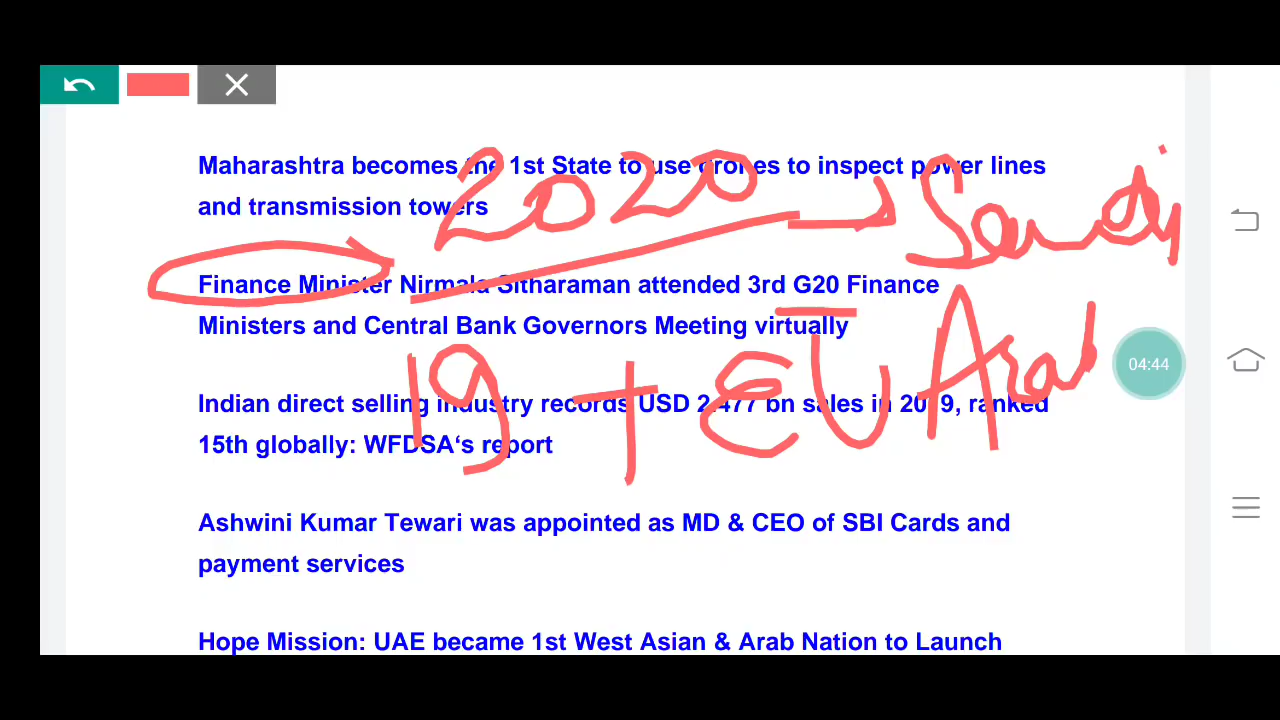 Maharashtra becomes the 1st State to use drones to inspect power lines
and transmission towers
2020 → Saudi
Finance Minister Nirmala Sitharaman attended 3rd G20 Finance
Ministers and Central Bank Governors Meeting virtually
Arab
19 + EU
04:44
Indian direct selling industry records USD 2.477 bn sales in 2019, ranked
15th globally: WFDSA‘s report
Ashwini Kumar Tewari was appointed as MD & CEO of SBI Cards and
payment services
Hope Mission: UAE became 1st West Asian & Arab Nation to Launch